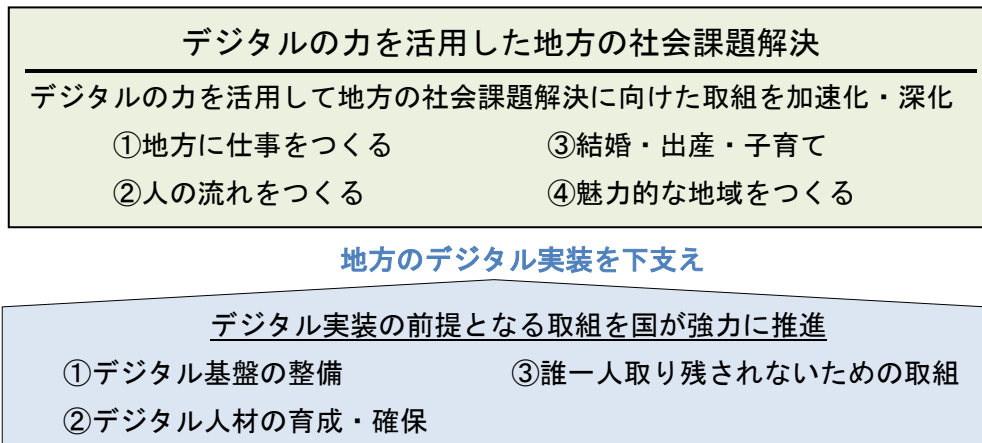 デジタルの力を活用した地方の社会課題解決
デジタルの力を活用して地方の社会課題解決に向けた取組を加速化・深化
①地方に仕事をつくる ③結婚・出産・子育て
②人の流れをつくる ④魅力的な地域をつくる
地方のデジタル実装を下支え
デジタル実装の前提となる取組を国が強力に推進
①デジタル基盤の整備 ③誰一人取り残されないための取組
②デジタル人材の育成・確保